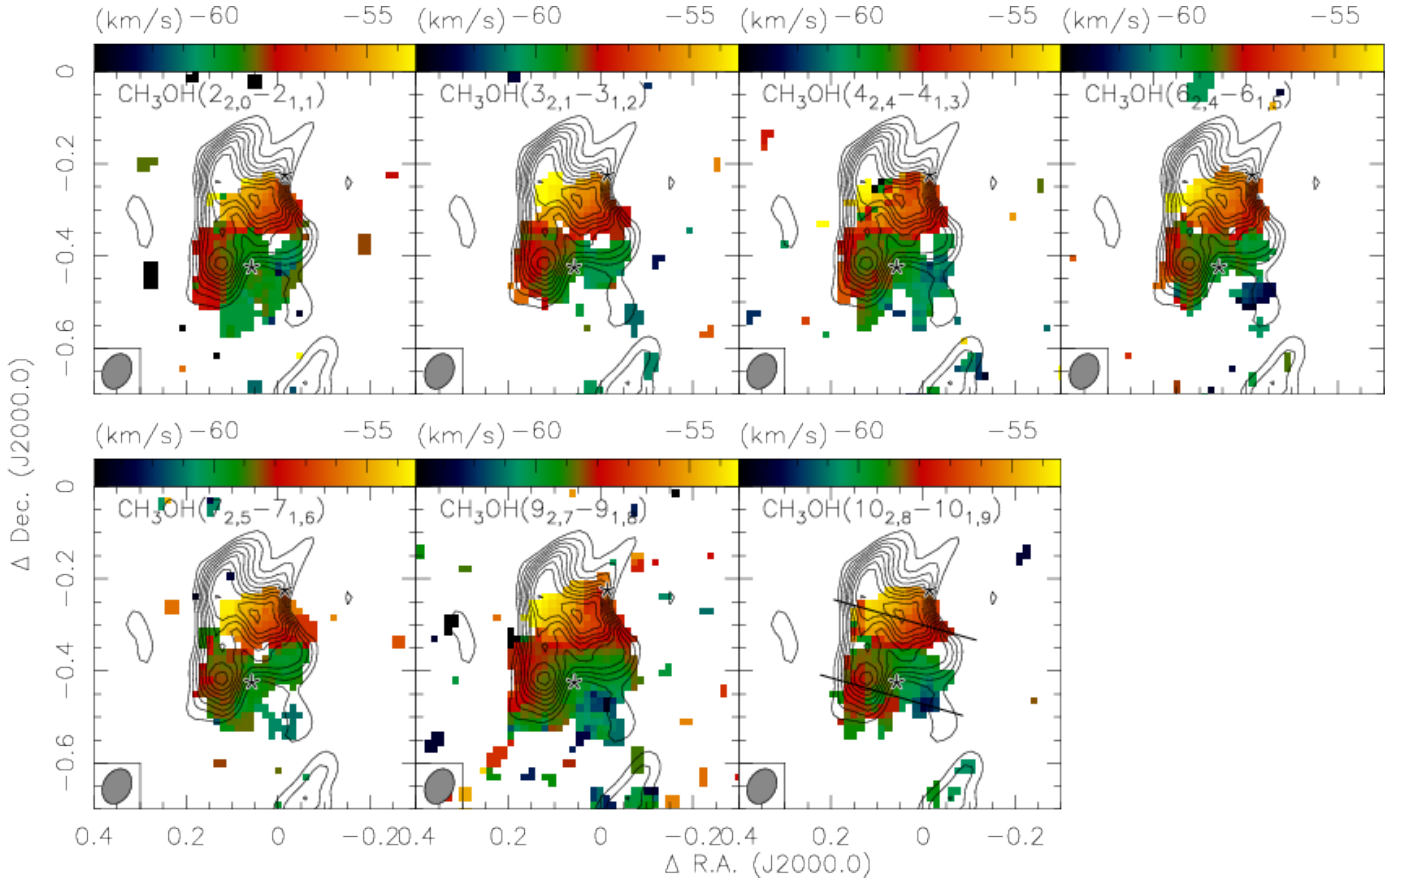 (km/s) −60 −55 (km/s) −60 −55 (km/s) −60 −55 (km/s) −60 −55
0 CH₃OH(2₂,₀−2₁,₁) CH₃OH(3₂,₁−3₁,₂) CH₃OH(4₂,₄−4₁,₃) CH₃OH(6₂,₄−6₁,₅)
−0.2
−0.4
−0.6
(km/s) −60 −55 (km/s) −60 −55 (km/s) −60 −55
0 CH₃OH(7₂,₅−7₁,₆) CH₃OH(9₂,₇−9₁,₈) CH₃OH(10₂,₈−10₁,₉)
−0.2
−0.4
−0.6
Δ Dec. (J2000.0)
0.4 0.2 0 −0.20.4 0.2 0 −0.20.4 0.2 0 −0.2
Δ R.A. (J2000.0)